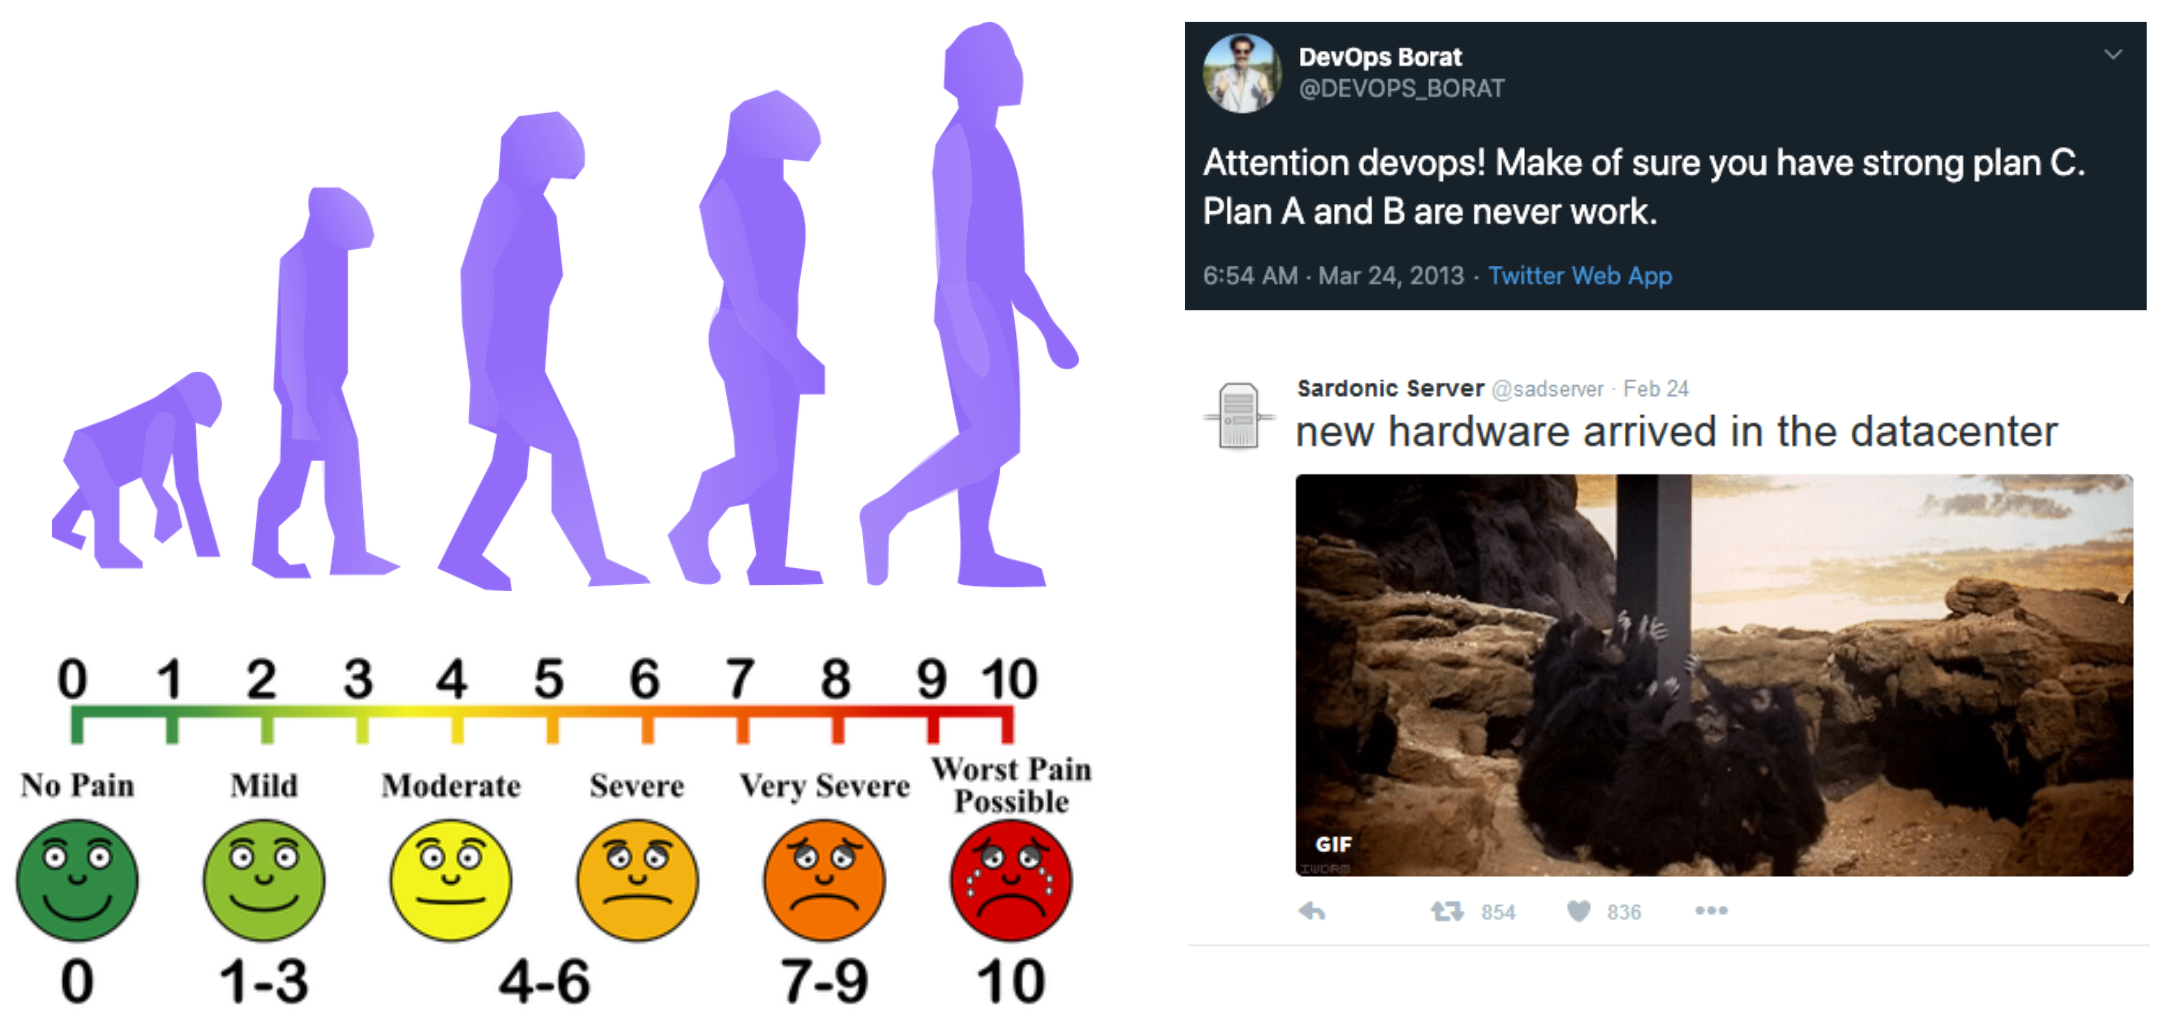 DevOps Borat
@DEVOPS_BORAT
Attention devops! Make of sure you have strong plan C.
Plan A and B are never work.
6:54 AM · Mar 24, 2013 · Twitter Web App
Sardonic Server @sadserver · Feb 24
new hardware arrived in the datacenter
GIF
IWDRM
854 836
0 1 2 3 4 5 6 7 8 9 10
No Pain Mild Moderate Severe Very Severe Worst Pain
Possible
0 1-3 4-6 7-9 10